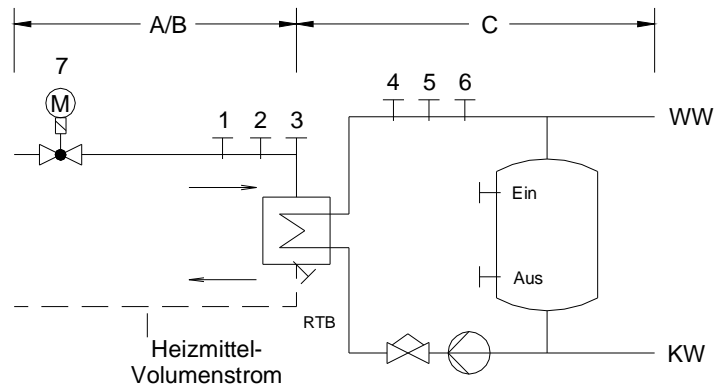 A/B
C
7
M
1
2
3
4
5
6
WW
Ein
Aus
RTB
KW
Heizmittel-
Volumenstrom